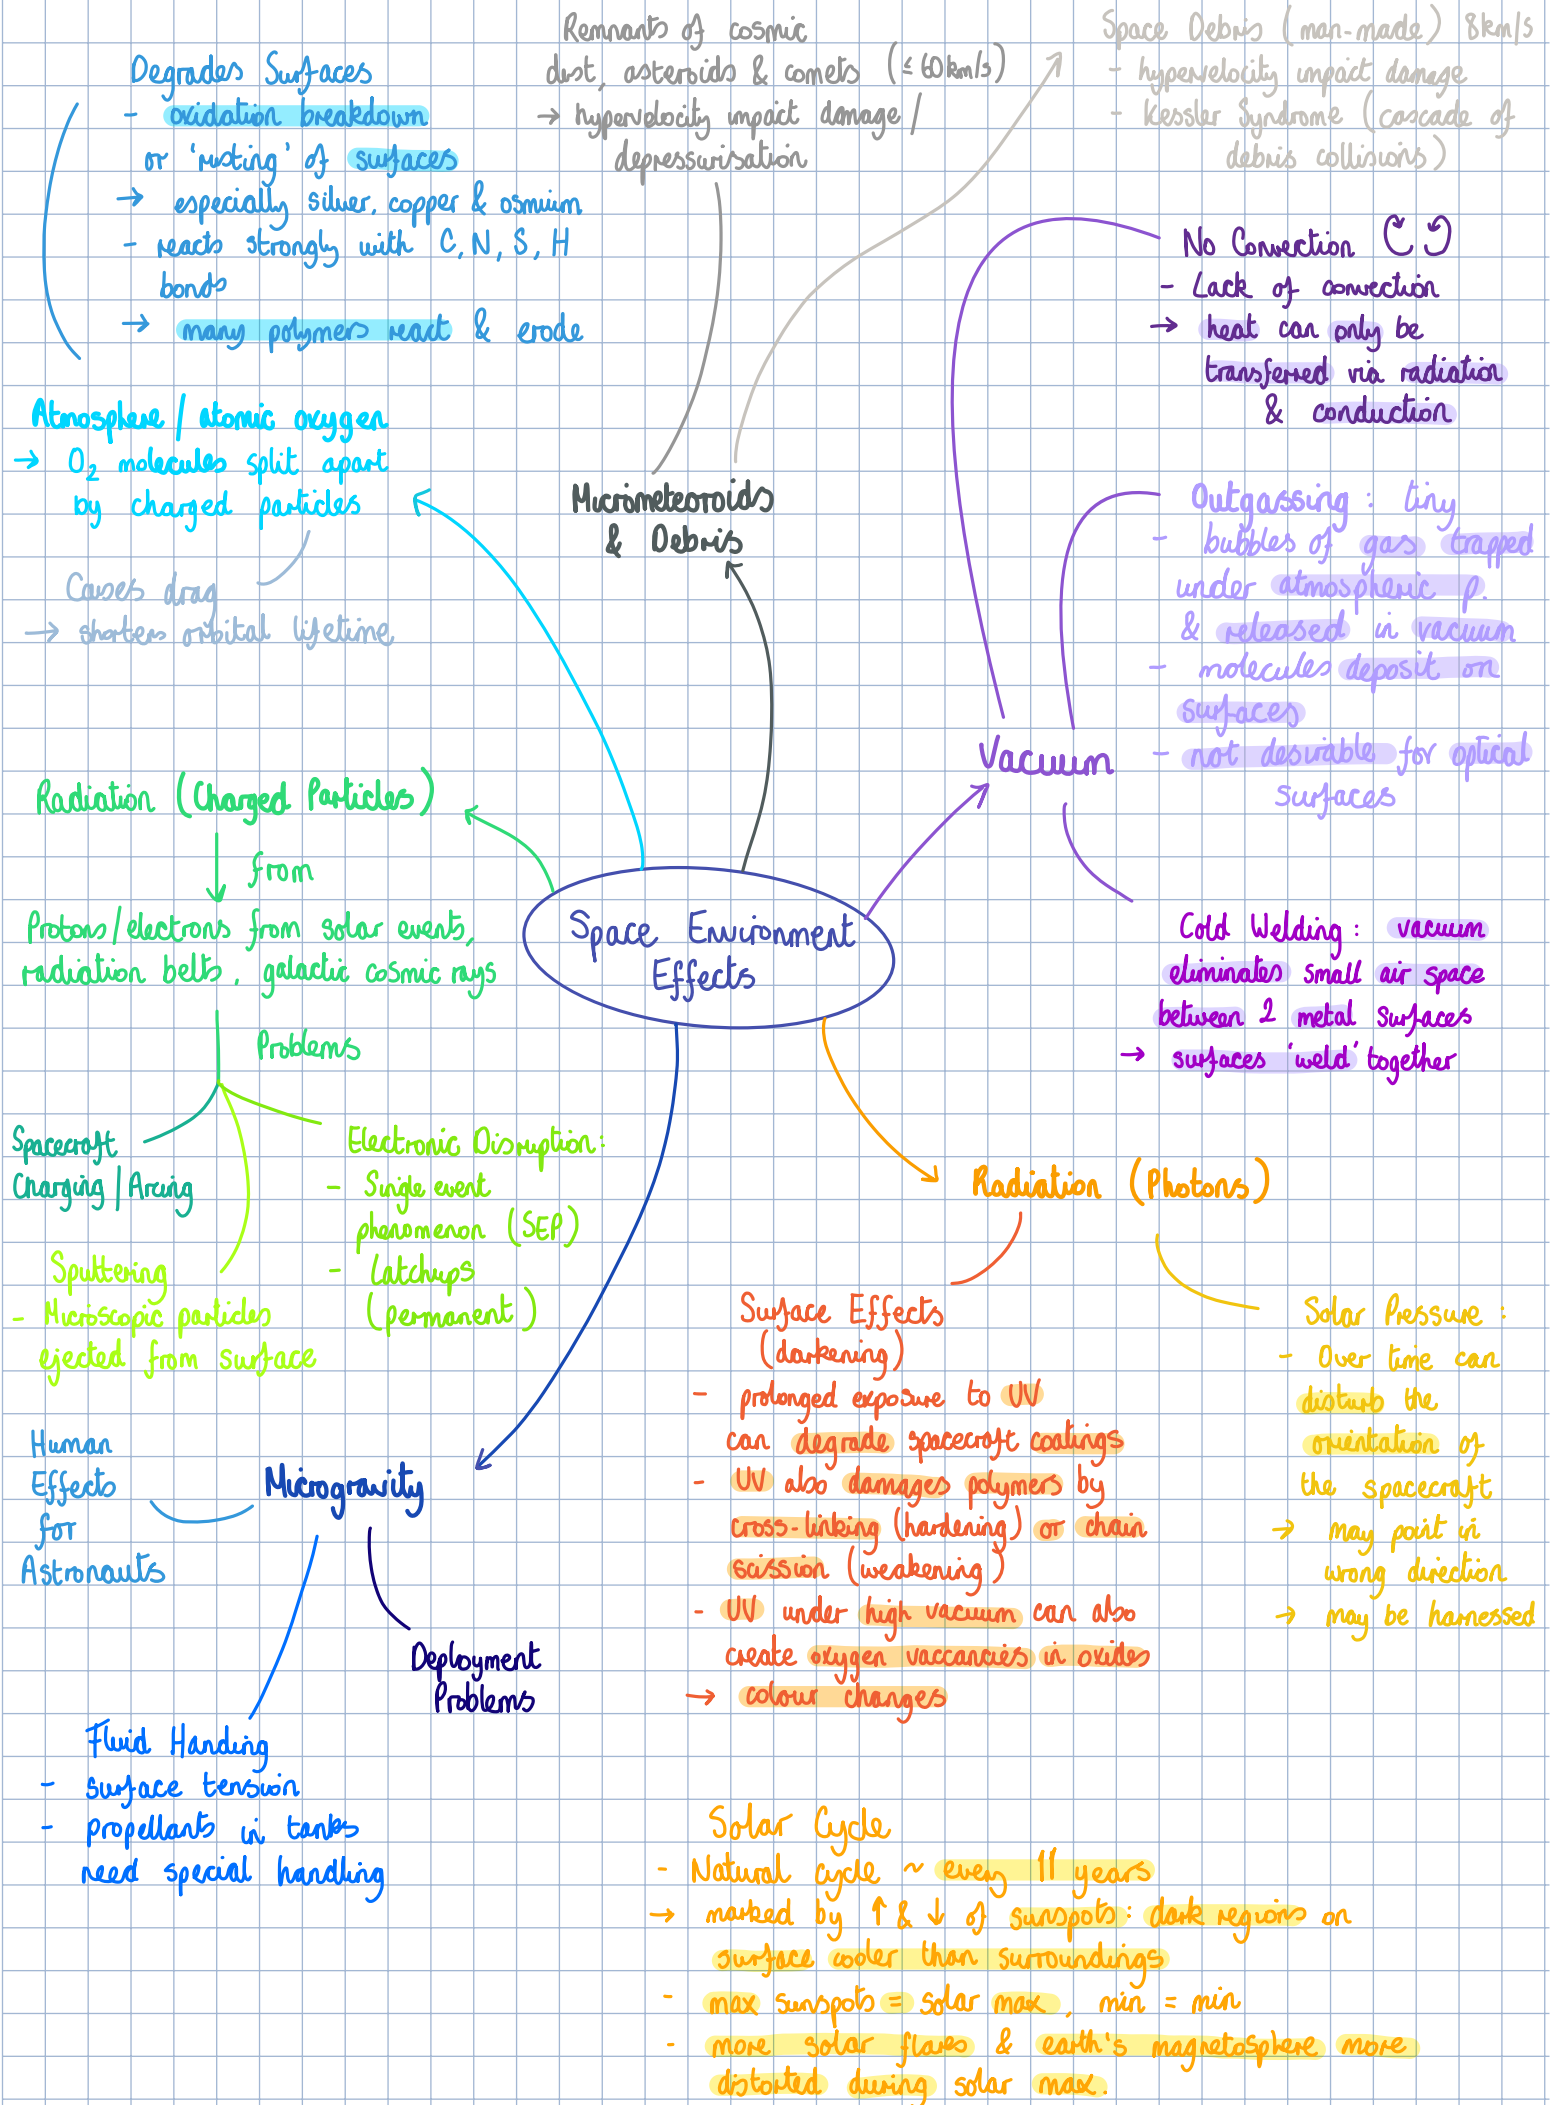 Remnants of cosmic
dust, asteroids & comets (≤ 60km/s)
→ hypervelocity impact damage /
depressurisation
Space Debris (man-made) 8km/s
- hypervelocity impact damage
- Kessler Syndrome (cascade of
debris collisions)
Degrades Surfaces
- oxidation breakdown
or 'rusting' of surfaces
→ especially silver, copper & osmium
- reacts strongly with C, N, S, H
bonds
→ many polymers react & erode
Atmosphere / atomic oxygen
→ O₂ molecules split apart
by charged particles
Causes drag
→ shortens orbital lifetime
Micrometeoroids
& Debris
No Convection
- Lack of convection
→ heat can only be
transferred via radiation
& conduction
Outgassing : tiny
- bubbles of gas trapped
under atmospheric p.
& released in vacuum
- molecules deposit on
surfaces
- not desirable for optical
surfaces
Vacuum
Cold Welding : vacuum
eliminates small air space
between 2 metal surfaces
→ surfaces 'weld' together
Radiation (Charged Particles)
from
Protons/electrons from solar events,
radiation belts, galactic cosmic rays
Problems
Space Environment
Effects
Spacecraft
Charging / Arcing
Electronic Disruption:
- Single event
phenomenon (SEP)
- Latchups
(permanent)
Sputtering
- Microscopic particles
ejected from surface
Radiation (Photons)
Surface Effects
(darkening)
- prolonged exposure to UV
can degrade spacecraft coatings
- UV also damages polymers by
cross-linking (hardening) or chain
scission (weakening)
- UV under high vacuum can also
create oxygen vaccancies in oxides
→ colour changes
Solar Pressure :
- Over time can
disturb the
orientation of
the spacecraft
→ may point in
wrong direction
→ may be harnessed
Human
Effects
for
Astronauts
Microgravity
Deployment
Problems
Fluid Handing
- surface tension
- propellants in tanks
need special handling
Solar Cycle
- Natural cycle ~ every 11 years
→ marked by ↑ & ↓ of sunspots : dark regions on
surface cooler than surroundings
- max sunspots = solar max, min = min
- more solar flares & earth's magnetosphere more
distorted during solar max.